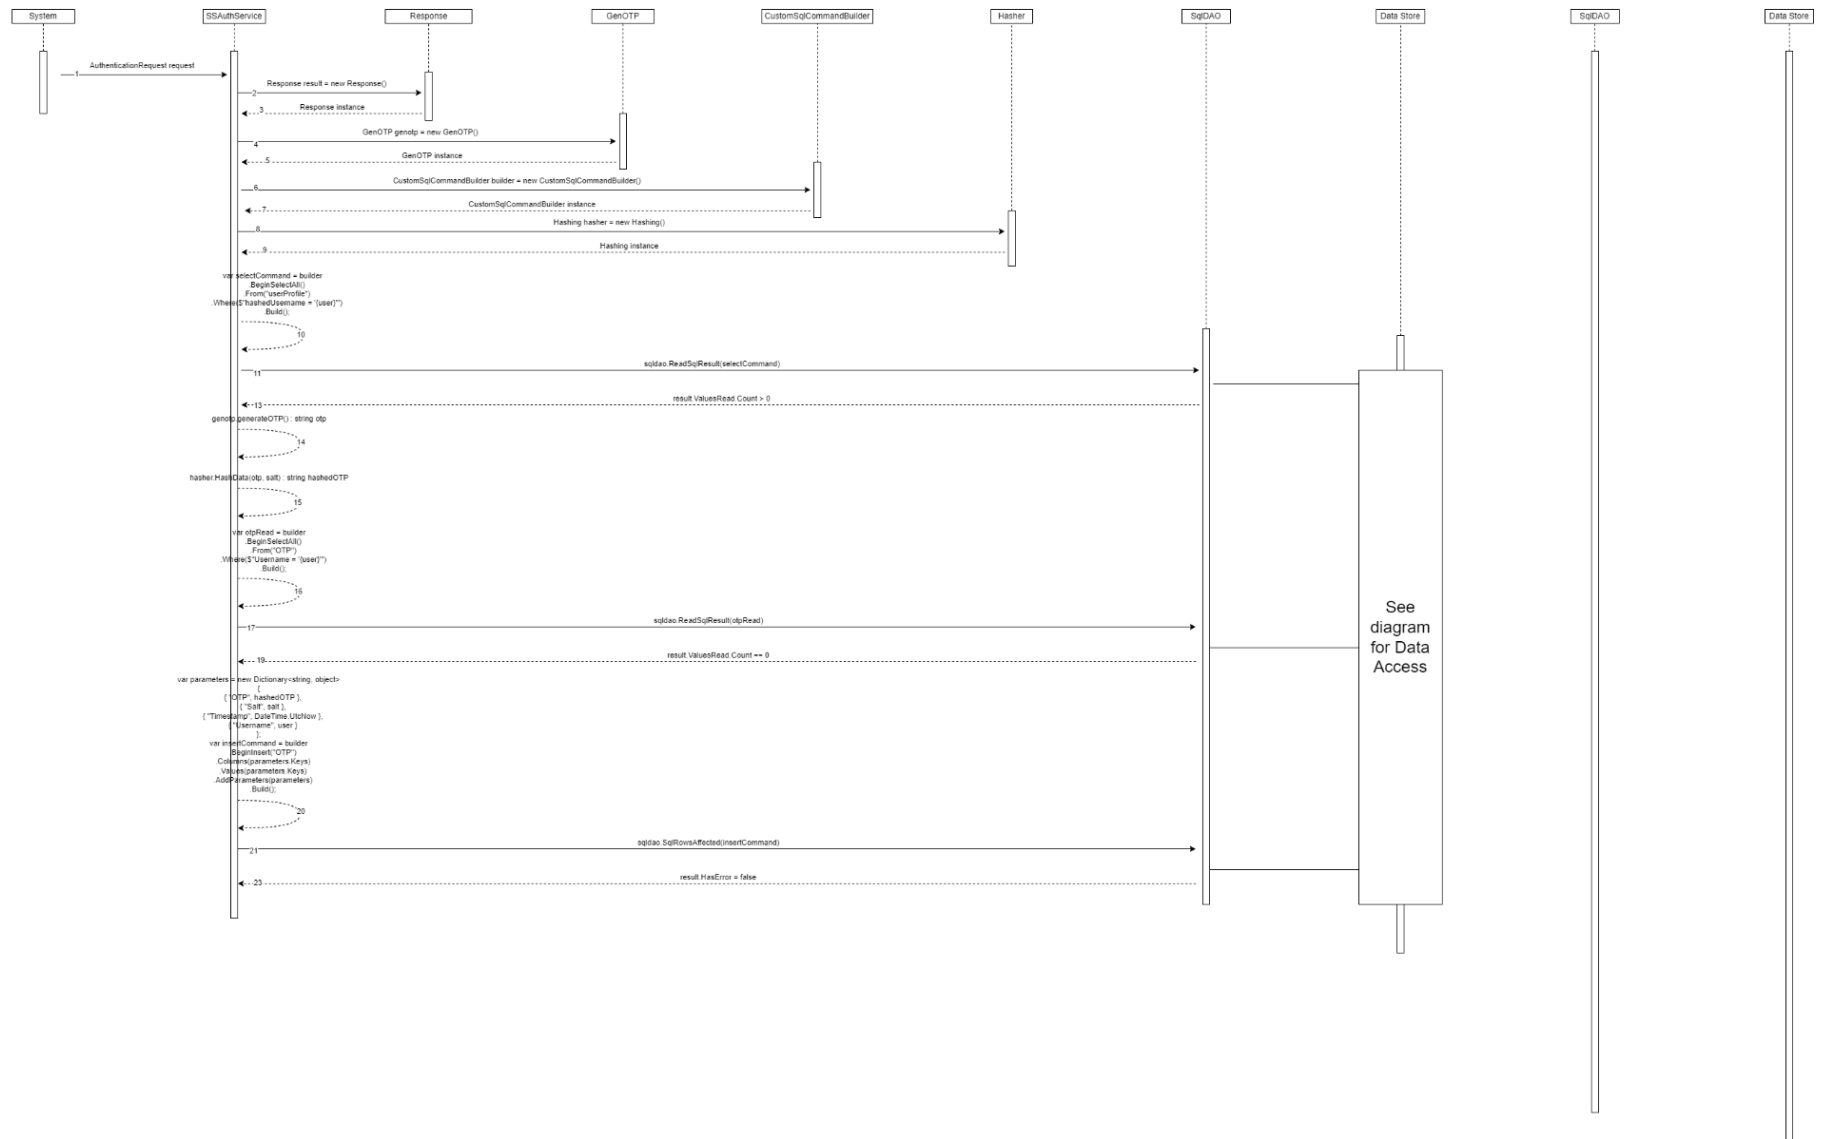 System
SSAuthService
Response
GenOTP
CustomSqlCommandBuilder
Hasher
SqlDAO
Data Store
SqlDAO
Data Store
AuthenticationRequest request
1
Response result = new Response()
2
Response instance
3
GenOTP genotp = new GenOTP()
4
GenOTP instance
5
CustomSqlCommandBuilder builder = new CustomSqlCommandBuilder()
6
CustomSqlCommandBuilder instance
7
Hashing hasher = new Hashing()
8
Hashing instance
9
var selectCommand = builder
.BeginSelectAll()
.From("userProfile")
.Where($"hashedUsername = '{user}'")
.Build();
10
sqldao.ReadSqlResult(selectCommand)
11
result.ValuesRead.Count > 0
13
genotp.generateOTP() : string otp
14
hasher.HashData(otp, salt) : string hashedOTP
15
var otpRead = builder
.BeginSelectAll()
.From("OTP")
.Where($"Username = '{user}'")
.Build();
16
sqldao.ReadSqlResult(otpRead)
17
result.ValuesRead.Count == 0
19
See
diagram
for Data
Access
var parameters = new Dictionary<string, object>
{
{ "OTP", hashedOTP },
{ "Salt", salt },
{ "Timestamp", DateTime.UtcNow },
{ "Username", user }
};
var insertCommand = builder
.BeginInsert("OTP")
.Columns(parameters.Keys)
.Values(parameters.Keys)
.AddParameters(parameters)
.Build();
20
sqldao.SqlRowsAffected(insertCommand)
21
result.HasError = false
23